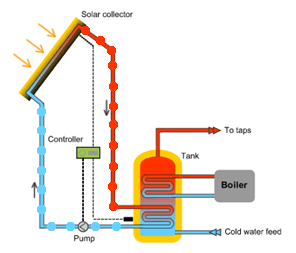 Solar collector
To taps
Controller
Tank
Boiler
Cold water feed
Pump